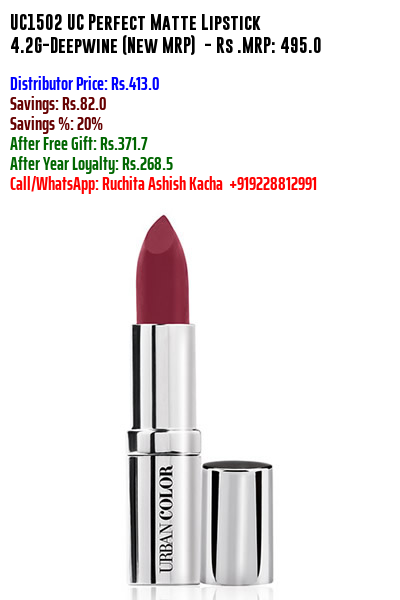 UC1502 UC Perfect Matte Lipstick
4.2G-Deepwine (New MRP) - Rs .MRP: 495.0
Distributor Price: Rs.413.0
Savings: Rs.82.0
Savings %: 20%
After Free Gift: Rs.371.7
After Year Loyalty: Rs.268.5
Call/WhatsApp: Ruchita Ashish Kacha +919228812991
URBAN COLOR